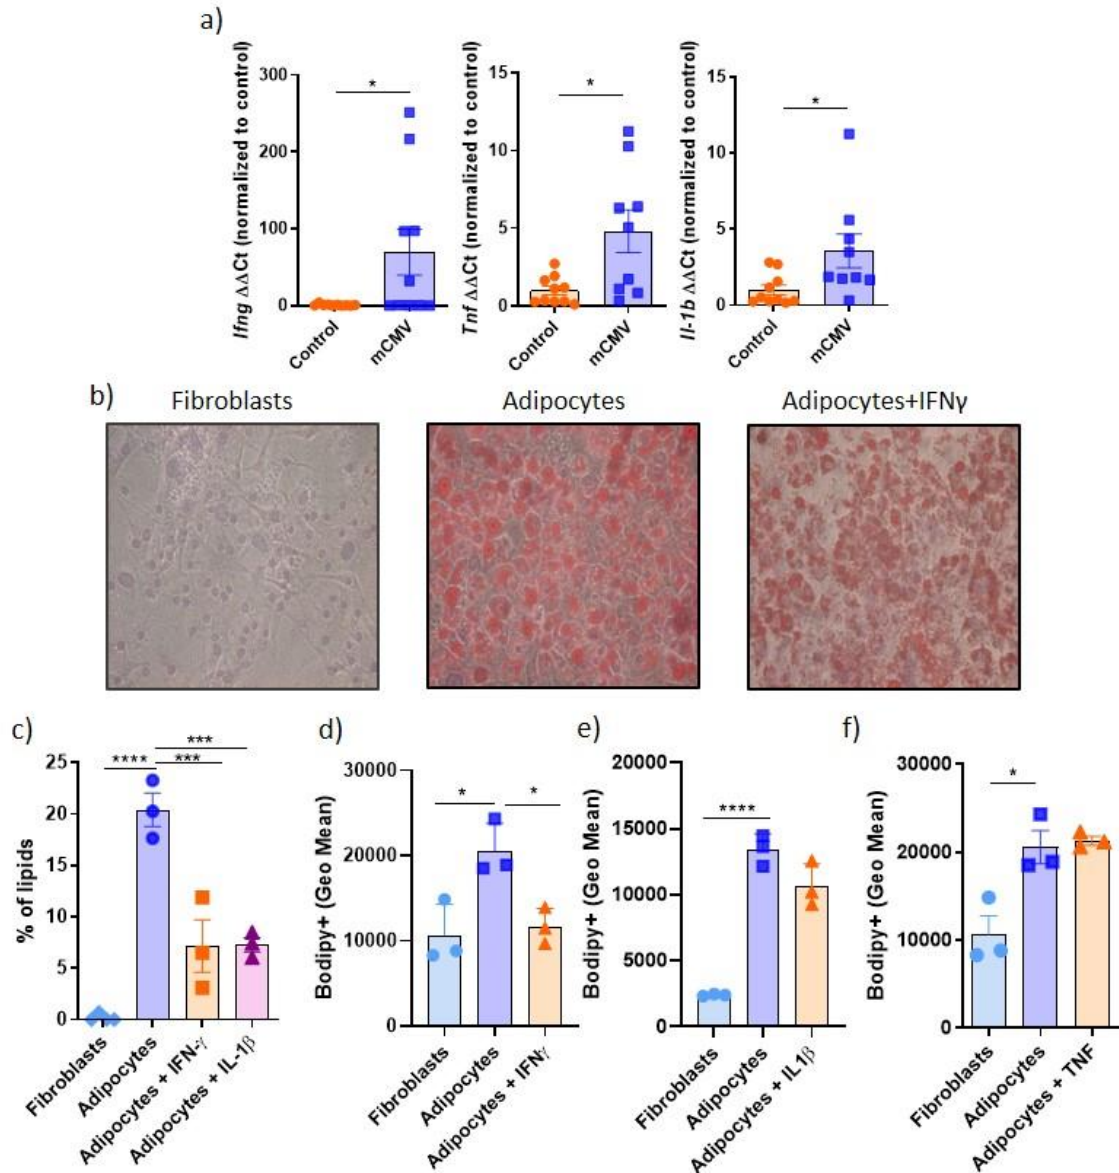 a)
Ifng ΔΔCt (normalized to control)
300
200
100
0
*
Control
mCMV
Tnf ΔΔCt (normalized to control)
15
10
5
0
*
Control
mCMV
Il-1b ΔΔCt (normalized to control)
15
10
5
0
*
Control
mCMV
b)
Fibroblasts
Adipocytes
Adipocytes+IFNγ
c)
% of lipids
25
20
15
10
5
0
****
***
***
Fibroblasts
Adipocytes
Adipocytes + IFN-γ
Adipocytes + IL-1β
d)
Bodipy+ (Geo Mean)
30000
20000
10000
0
*
*
Fibroblasts
Adipocytes
Adipocytes + IFNγ
e)
Bodipy+ (Geo Mean)
20000
15000
10000
5000
0
****
Fibroblasts
Adipocytes
Adipocytes + IL1β
f)
Bodipy+ (Geo Mean)
30000
20000
10000
0
*
Fibroblasts
Adipocytes
Adipocytes + TNF